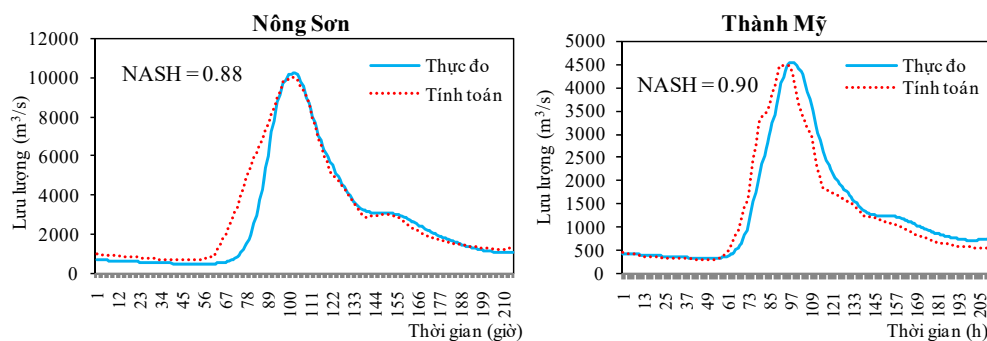 Nông Sơn
12000
10000
8000
6000
4000
2000
0
Lưu lượng (m³/s)
NASH = 0.88
Thực đo
Tính toán
1 12 23 34 45 56 67 78 89 100 111 122 133 144 155 166 177 188 199 210
Thời gian (giờ)
Thành Mỹ
5000
4500
4000
3500
3000
2500
2000
1500
1000
500
0
Lưu lượng (m³/s)
NASH = 0.90
Thực đo
Tính toán
1 13 25 37 49 61 73 85 97 109 121 133 145 157 169 181 193 205
Thời gian (h)